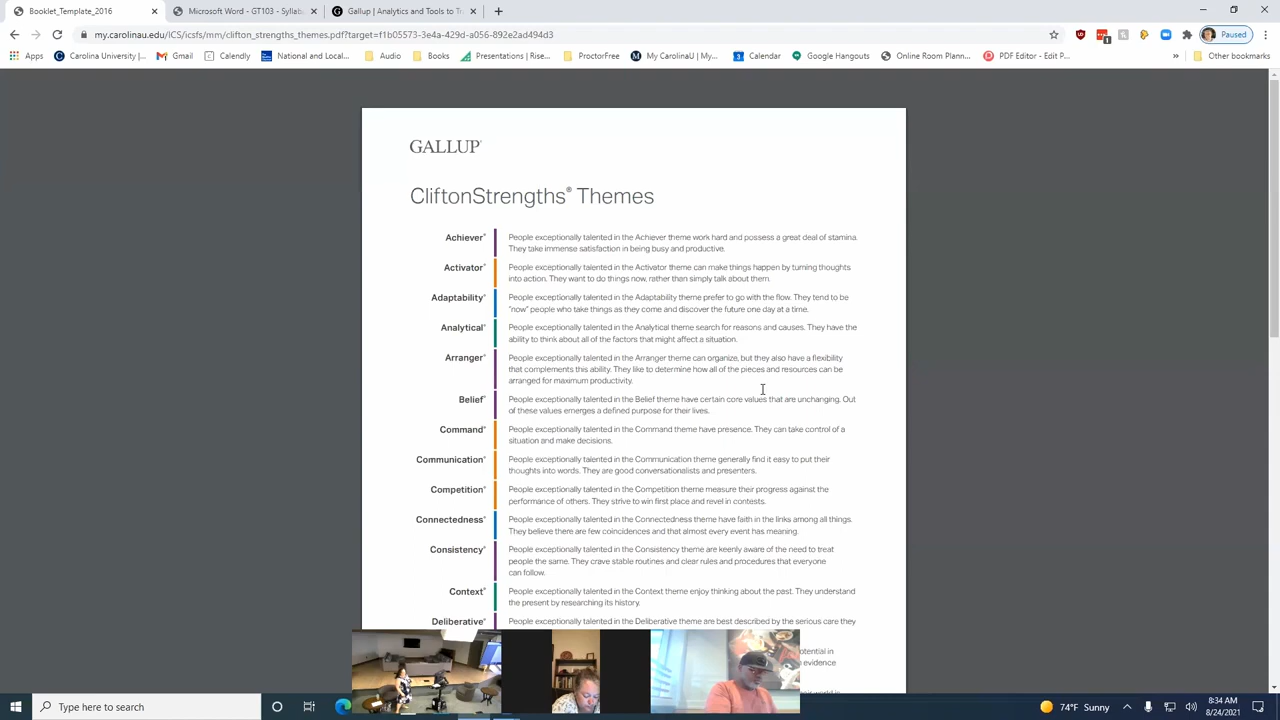 Booklet_Template_2016
Microsoft Word - GT103 - Syllab
Gallup | Analytics and Tools to Tu
my.carolinau.edu/ICS/icsfs/mm/clifton_strengths_themes.pdf?target=f1b05573-3e4a-429d-a056-892e2ad494d3
Paused
Apps
Carolina University |...
Gmail
Calendly
National and Local...
Audio
Books
Presentations | Rise...
ProctorFree
My CarolinaU | My...
Calendar
Google Hangouts
Online Room Plann...
PDF Editor - Edit P...
»
Other bookmarks
GALLUP®
CliftonStrengths® Themes
Achiever® People exceptionally talented in the Achiever theme work hard and possess a great deal of stamina.
They take immense satisfaction in being busy and productive.
Activator® People exceptionally talented in the Activator theme can make things happen by turning thoughts
into action. They want to do things now, rather than simply talk about them.
Adaptability® People exceptionally talented in the Adaptability theme prefer to go with the flow. They tend to be
“now” people who take things as they come and discover the future one day at a time.
Analytical® People exceptionally talented in the Analytical theme search for reasons and causes. They have the
ability to think about all of the factors that might affect a situation.
Arranger® People exceptionally talented in the Arranger theme can organize, but they also have a flexibility
that complements this ability. They like to determine how all of the pieces and resources can be
arranged for maximum productivity.
Belief® People exceptionally talented in the Belief theme have certain core values that are unchanging. Out
of these values emerges a defined purpose for their lives.
Command® People exceptionally talented in the Command theme have presence. They can take control of a
situation and make decisions.
Communication® People exceptionally talented in the Communication theme generally find it easy to put their
thoughts into words. They are good conversationalists and presenters.
Competition® People exceptionally talented in the Competition theme measure their progress against the
performance of others. They strive to win first place and revel in contests.
Connectedness® People exceptionally talented in the Connectedness theme have faith in the links among all things.
They believe there are few coincidences and that almost every event has meaning.
Consistency® People exceptionally talented in the Consistency theme are keenly aware of the need to treat
people the same. They crave stable routines and clear rules and procedures that everyone
can follow.
Context® People exceptionally talented in the Context theme enjoy thinking about the past. They understand
the present by researching its history.
Deliberative® People exceptionally talented in the Deliberative theme are best described by the serious care they
otential in
evidence
Type here to search
74°F Sunny
8:34 AM
8/24/2021